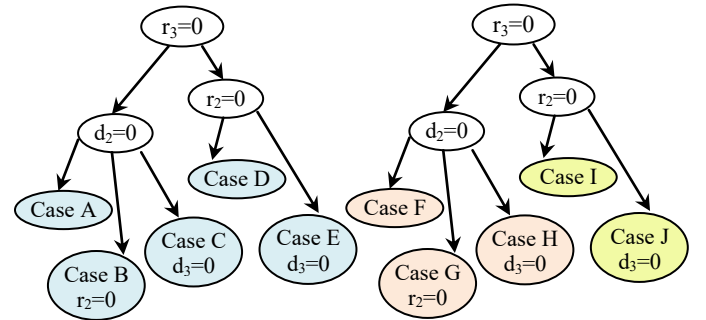 r₃=0
r₂=0
d₂=0
Case D
Case A
Case C
d₃=0
Case E
d₃=0
Case B
r₂=0
r₃=0
r₂=0
d₂=0
Case I
Case F
Case H
d₃=0
Case J
d₃=0
Case G
r₂=0